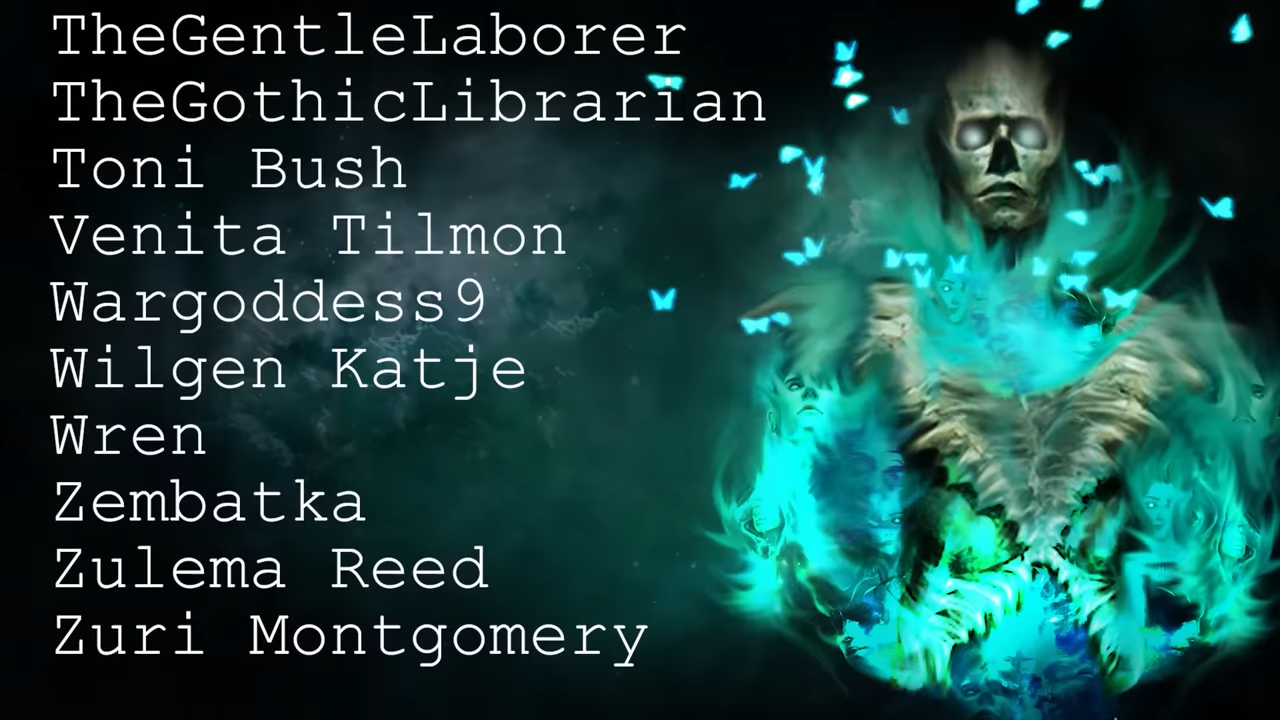 TheGentleLaborer
TheGothicLibrarian
Toni Bush
Venita Tilmon
Wargoddess9
Wilgen Katje
Wren
Zembatka
Zulema Reed
Zuri Montgomery